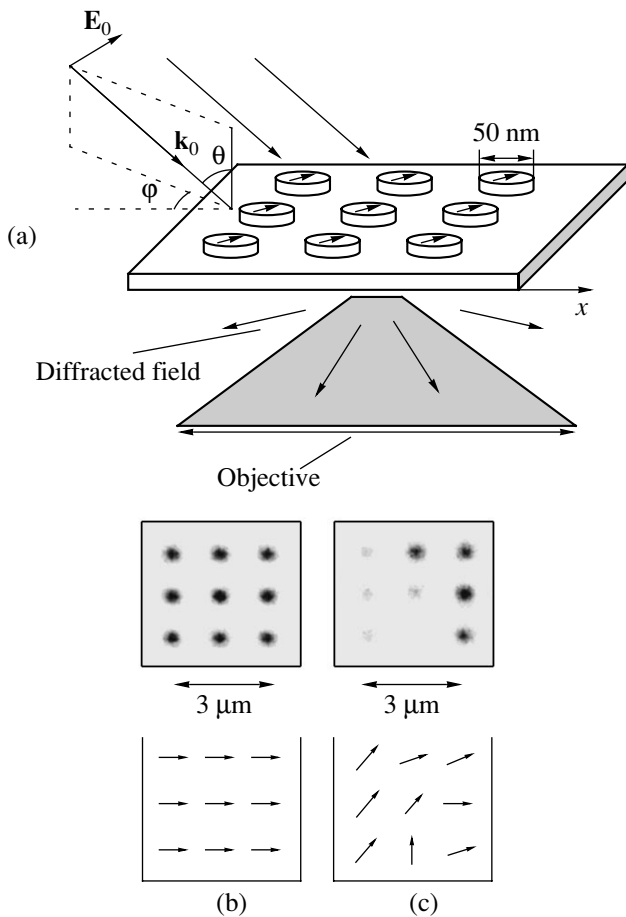 E₀
50 nm
k₀
θ
φ
(a)
x
Diffracted field
Objective
3 μm 3 μm
(b) (c)